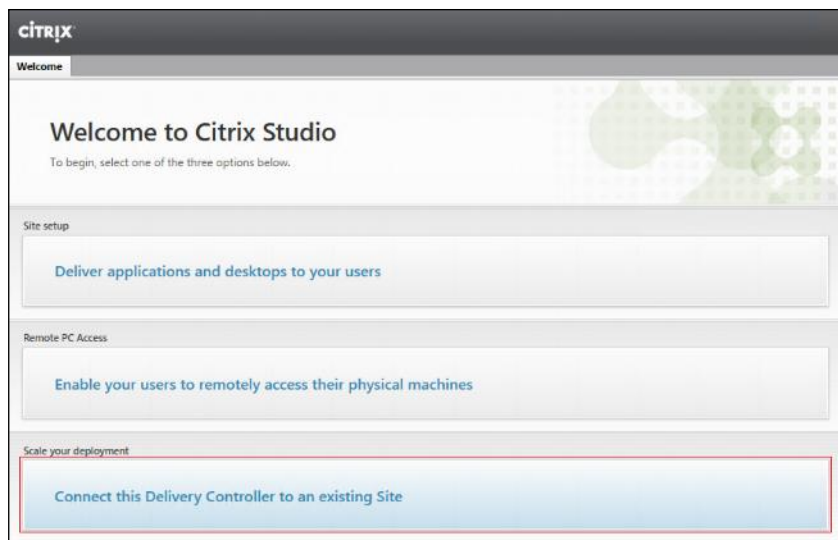 CİTRIX
Welcome
Welcome to Citrix Studio
To begin, select one of the three options below.
Site setup
Deliver applications and desktops to your users
Remote PC Access
Enable your users to remotely access their physical machines
Scale your deployment
Connect this Delivery Controller to an existing Site